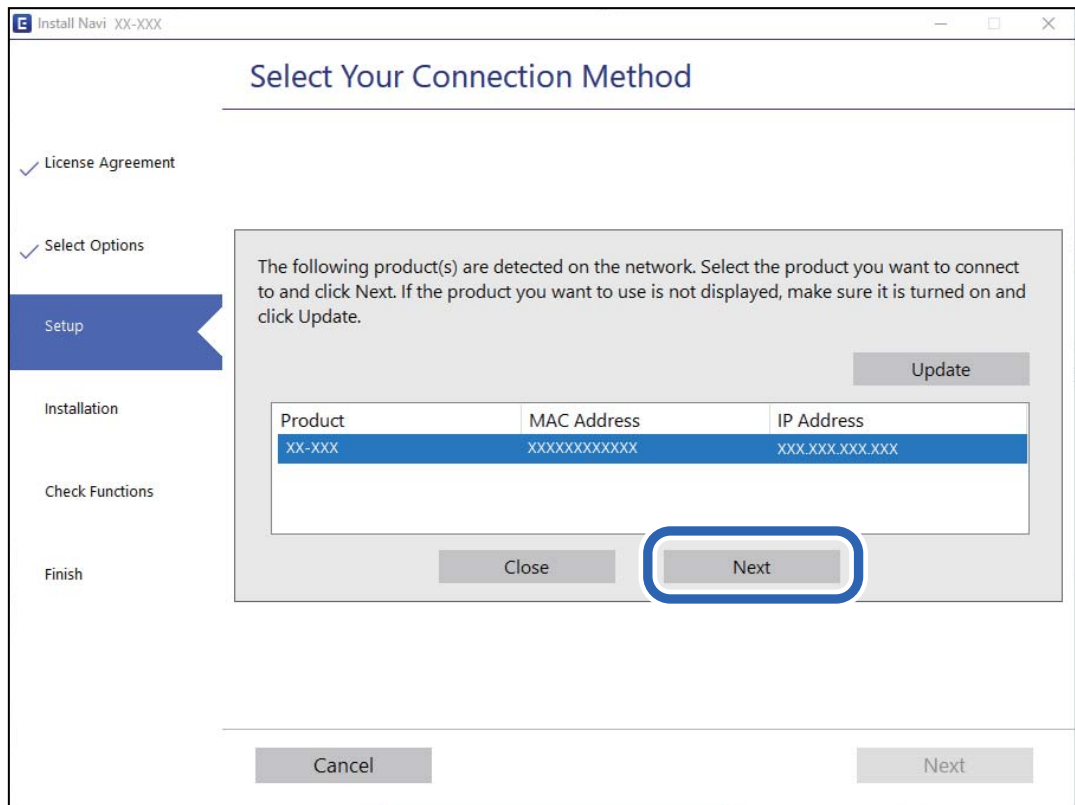 E Install Navi XX-XXX
Select Your Connection Method
License Agreement
Select Options
Setup
Installation
Check Functions
Finish
The following product(s) are detected on the network. Select the product you want to connect
to and click Next. If the product you want to use is not displayed, make sure it is turned on and
click Update.
Update
Product MAC Address IP Address
XX-XXX XXXXXXXXXXXX XXX.XXX.XXX.XXX
Close Next
Cancel Next